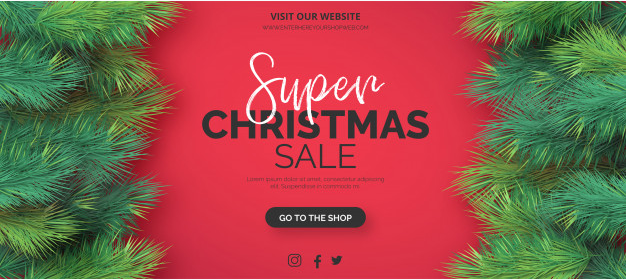 VISIT OUR WEBSITE
WWW.ENTERHEREYOURSHOPWEB.COM
Super
CHRISTMAS
SALE
Lorem ipsum dolor sit amet, consectetur adipiscing
elit. Suspendisse in commodo mi.
GO TO THE SHOP